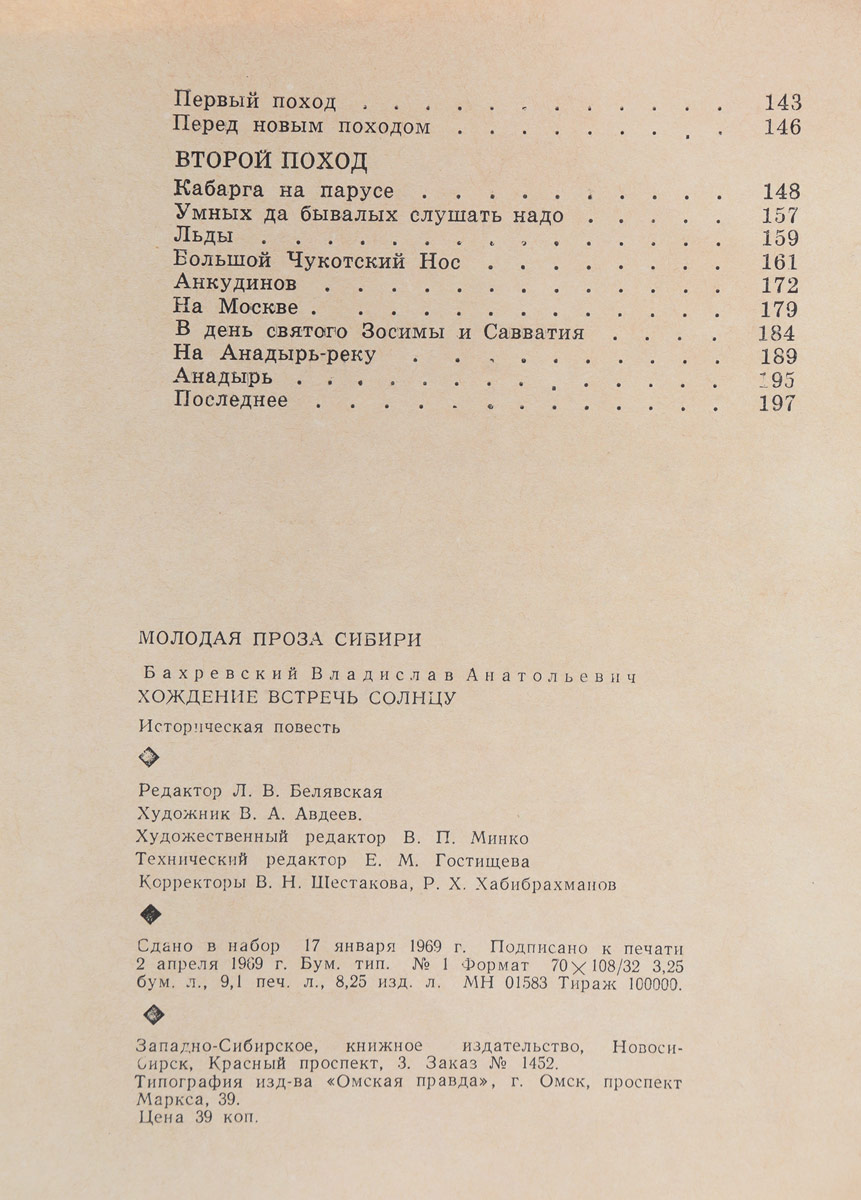 Первый поход . . . . . . . . . . . . 143
Перед новым походом . . . . . . . . . 146
ВТОРОЙ ПОХОД
Кабарга на парусе . . . . . . . . . . 148
Умных да бывалых слушать надо . . . . . 157
Льды . . . . . . . . . . . . . . . 159
Большой Чукотский Нос . . . . . . . . 161
Анкудинов . . . . . . . . . . . . . 172
На Москве . . . . . . . . . . . . . 179
В день святого Зосимы и Савватия . . . . 184
На Анадырь-реку . . . . . . . . . . 189
Анадырь . . . . . . . . . . . . . . 195
Последнее . . . . . . . . . . . . . 197
МОЛОДАЯ ПРОЗА СИБИРИ
Бахревский Владислав Анатольевич
ХОЖДЕНИЕ ВСТРЕЧЬ СОЛНЦУ
Историческая повесть
Редактор Л. В. Белявская
Художник В. А. Авдеев.
Художественный редактор В. П. Минко
Технический редактор Е. М. Гостищева
Корректоры В. Н. Шестакова, Р. Х. Хабибрахманов
Сдано в набор 17 января 1969 г. Подписано к печати
2 апреля 1969 г. Бум. тип. № 1 Формат 70×108/32 3,25
бум. л., 9,1 печ. л., 8,25 изд. л. МН 01583 Тираж 100000.
Западно-Сибирское, книжное издательство, Новоси-
бирск, Красный проспект, 3. Заказ № 1452.
Типография изд-ва «Омская правда», г. Омск, проспект
Маркса, 39.
Цена 39 коп.